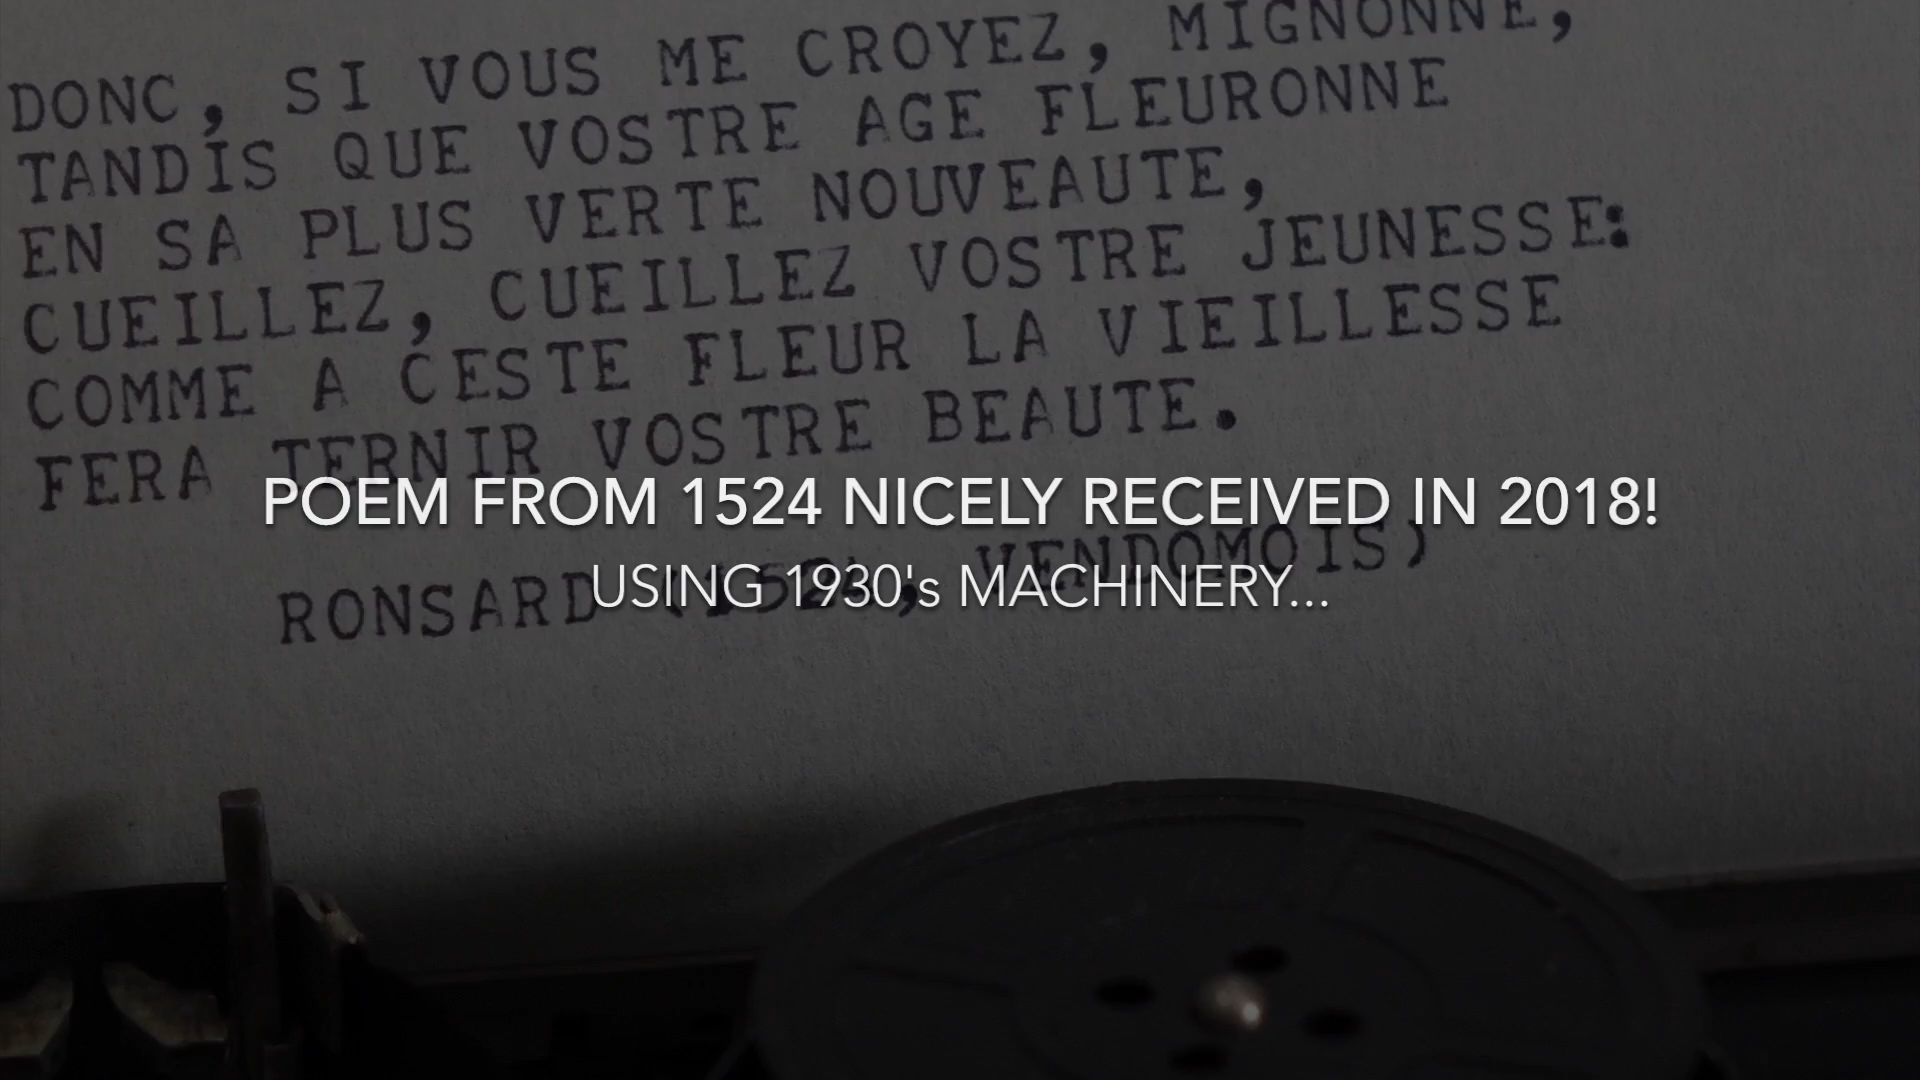 DONC, SI VOUS ME CROYEZ, MIGNONNE,
TANDIS QUE VOSTRE AGE FLEURONNE
EN SA PLUS VERTE NOUVEAUTE,
CUEILLEZ, CUEILLEZ VOSTRE JEUNESSE:
COMME A CESTE FLEUR LA VIEILLESSE
FERA TERNIR VOSTRE BEAUTE.
POEM FROM 1524 NICELY RECEIVED IN 2018!
RONSARD (1524, VENDOMOIS)
USING 1930's MACHINERY...